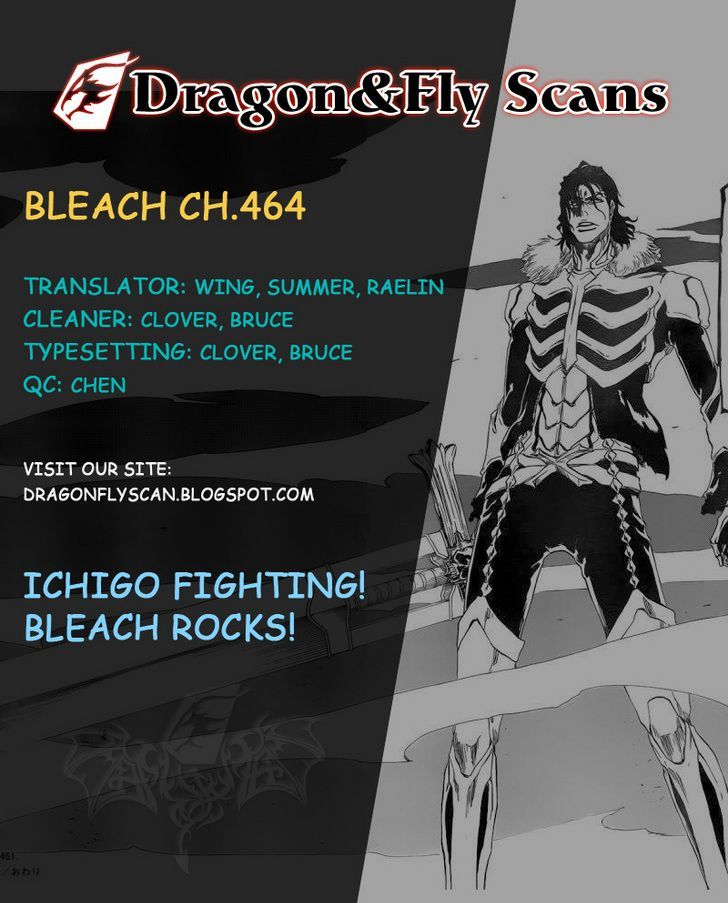 Dragon&Fly Scans
BLEACH CH.464
TRANSLATOR: WING, SUMMER, RAELIN
CLEANER: CLOVER, BRUCE
TYPESETTING: CLOVER, BRUCE
QC: CHEN
VISIT OUR SITE:
DRAGONFLYSCAN.BLOGSPOT.COM
ICHIGO FIGHTING!
BLEACH ROCKS!
461.
／おわり